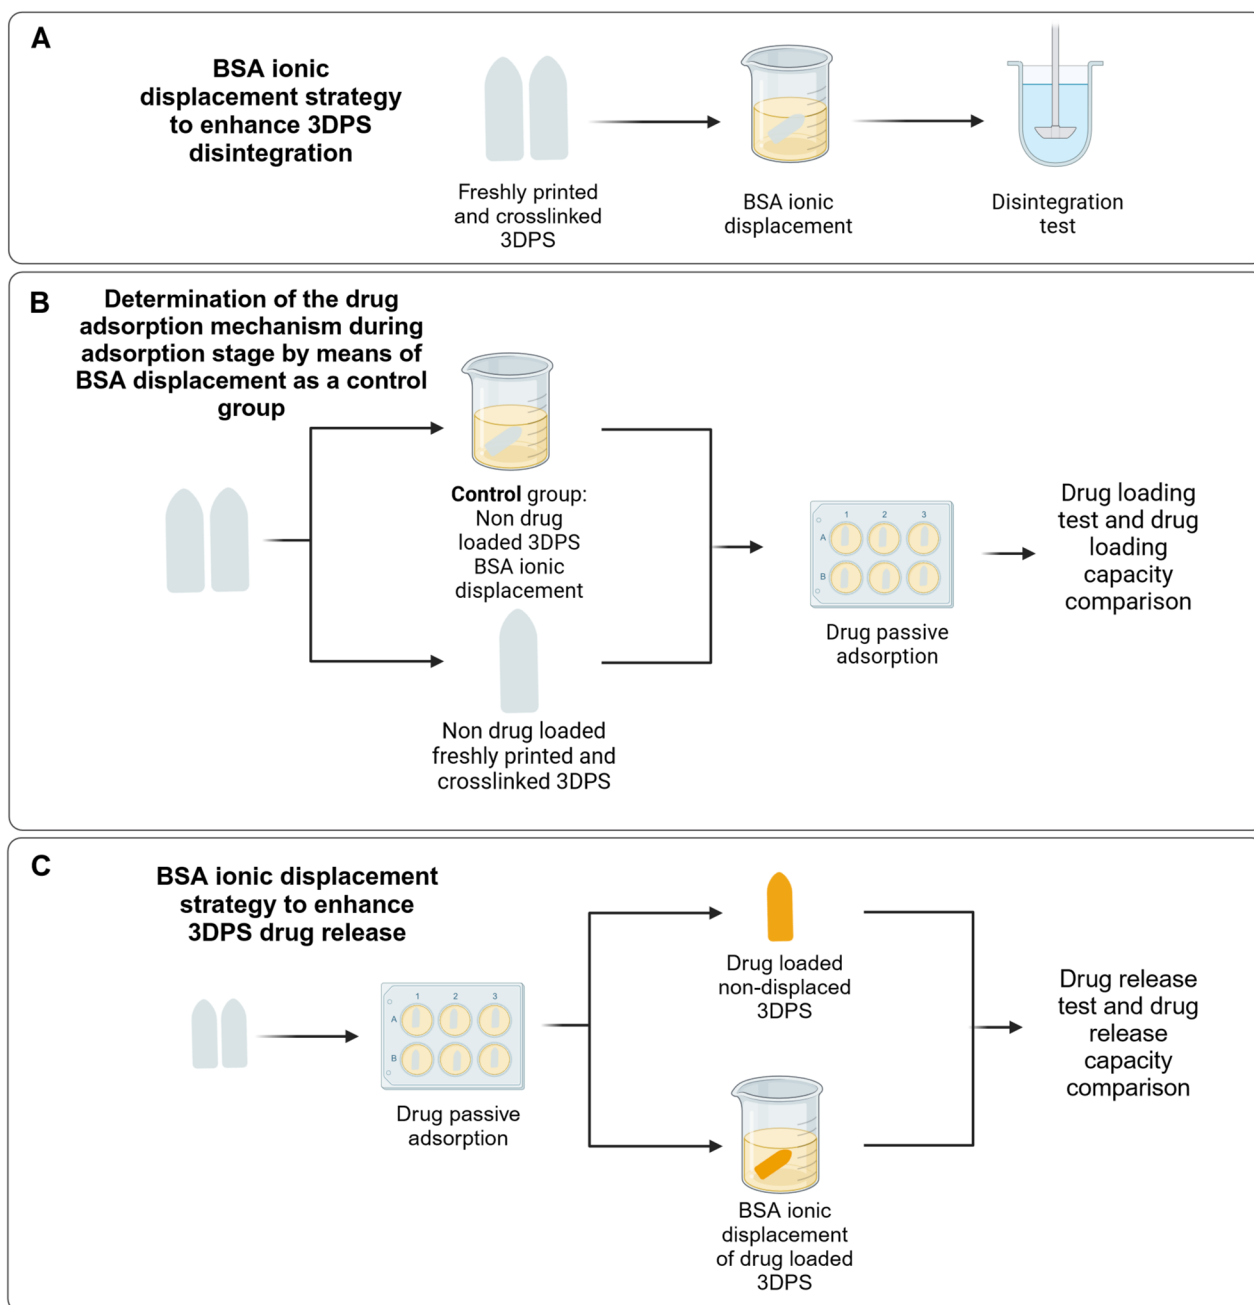 A
BSA ionic
displacement strategy
to enhance 3DPS
disintegration
Freshly printed
and crosslinked
3DPS
BSA ionic
displacement
Disintegration
test
B
Determination of the drug
adsorption mechanism during
adsorption stage by means of
BSA displacement as a control
group
Control group:
Non drug
loaded 3DPS
BSA ionic
displacement
Non drug loaded
freshly printed and
crosslinked 3DPS
1 2 3
A
B
Drug passive
adsorption
Drug loading
test and drug
loading
capacity
comparison
C
BSA ionic displacement
strategy to enhance
3DPS drug release
1 2 3
A
B
Drug passive
adsorption
Drug loaded
non-displaced
3DPS
BSA ionic
displacement
of drug loaded
3DPS
Drug release
test and drug
release
capacity
comparison